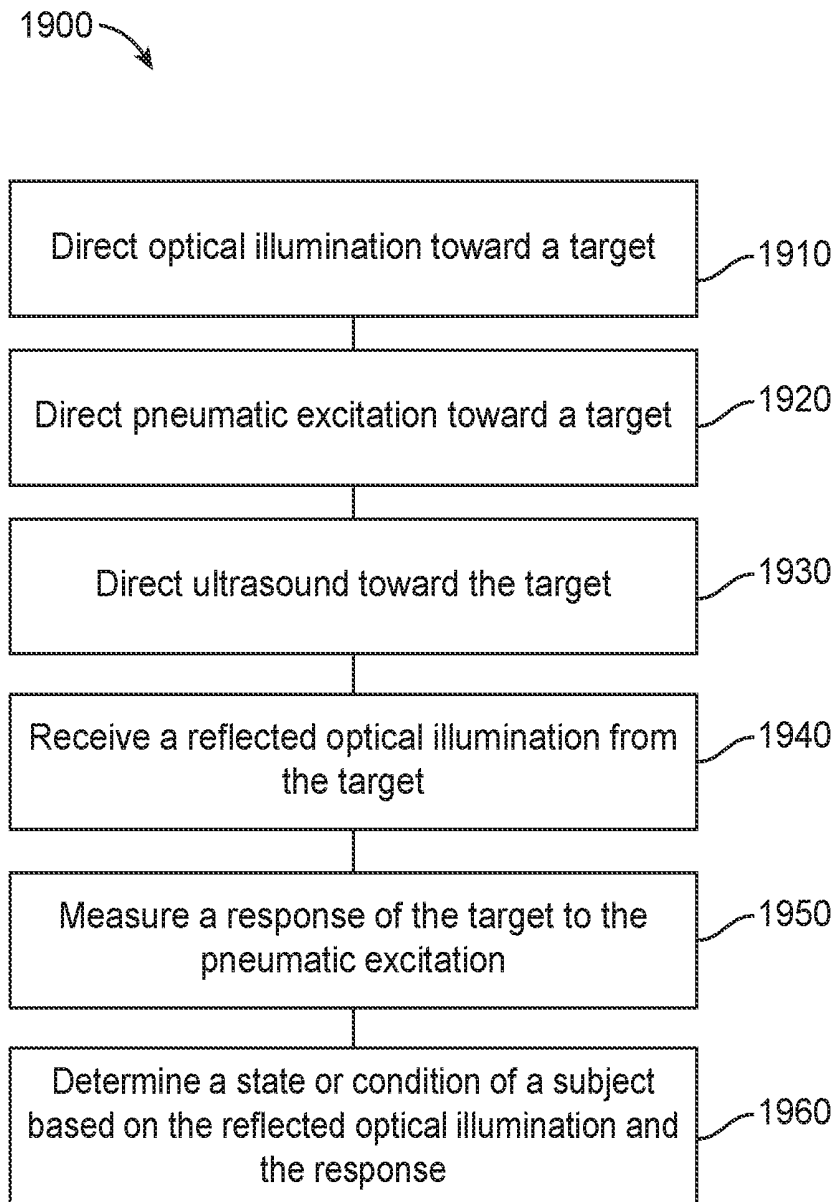 1900
Direct optical illumination toward a target
1910
Direct pneumatic excitation toward a target
1920
Direct ultrasound toward the target
1930
Receive a reflected optical illumination from
the target
1940
Measure a response of the target to the
pneumatic excitation
1950
Determine a state or condition of a subject
based on the reflected optical illumination and
the response
1960